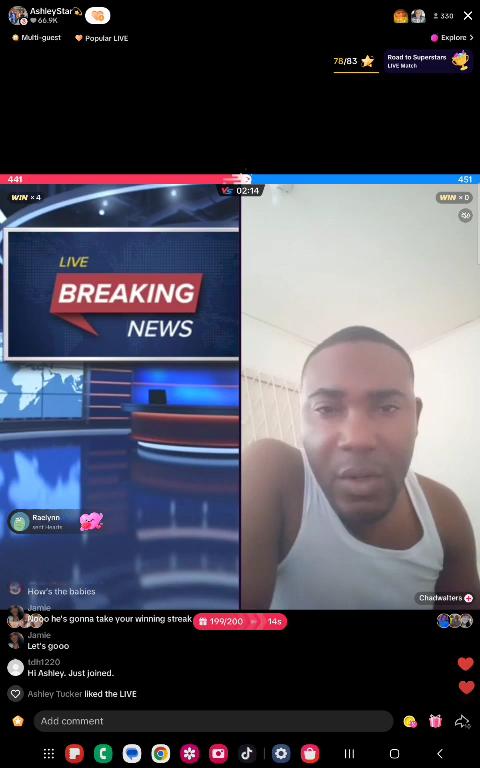 AshleyStar💫
66.9K
330
Multi-guest
Popular LIVE
Explore >
78/83
Road to Superstars
LIVE Match
441
451
WIN × 4
VS 02:14
WIN × 0
LIVE
BREAKING
NEWS
Raelynn
sent Hearts
Chadwalters
How's the babies
Jamie
Nooo he's gonna take your winning streak
199/200
14s
Jamie
Let's gooo
tdh1220
Hi Ashley. Just joined.
Ashley Tucker liked the LIVE
Add comment